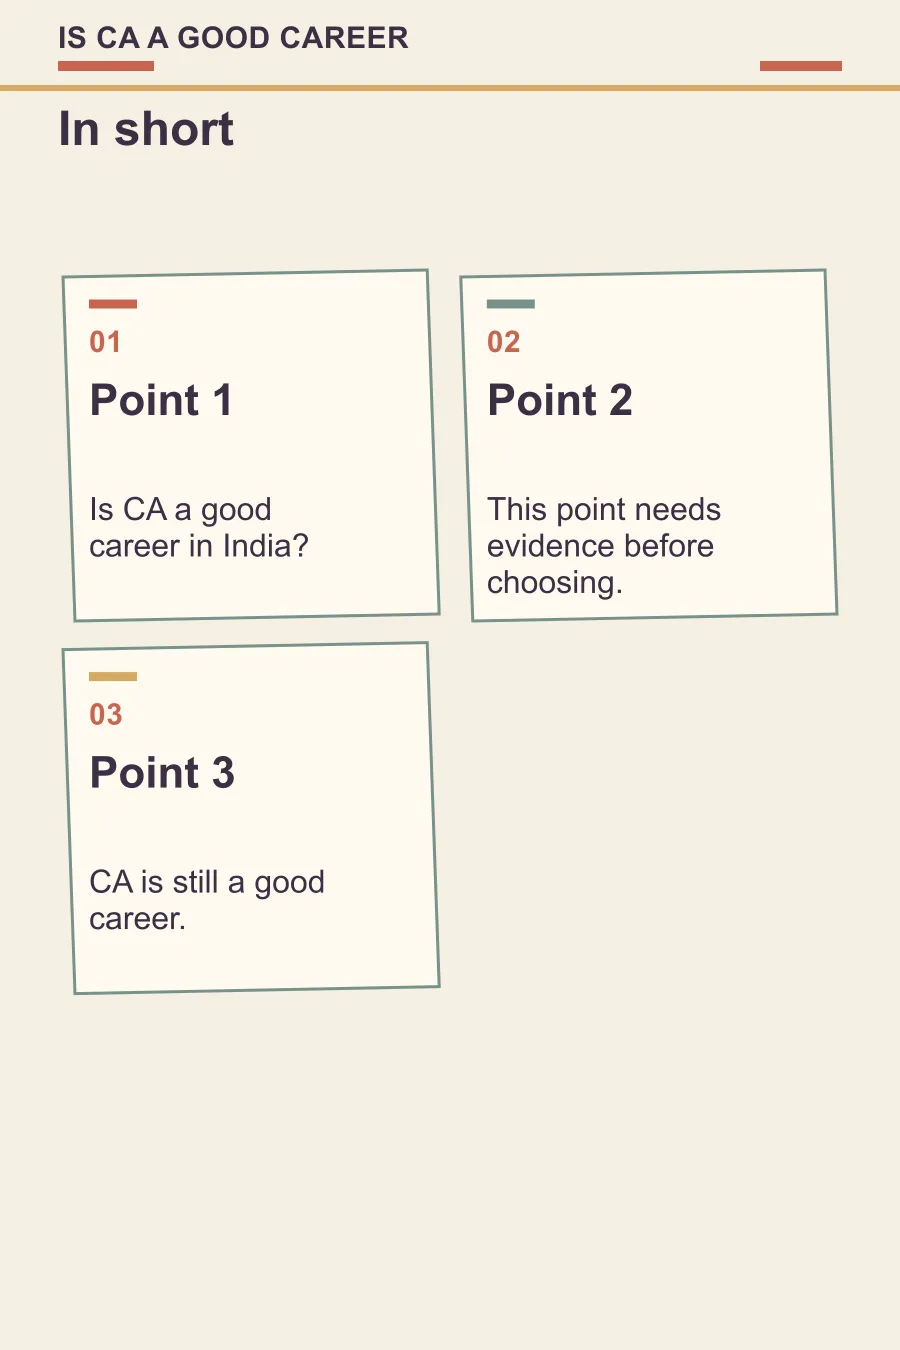 IS CA A GOOD CAREER
In short
01
Point 1
Is CA a good
career in India?
02
Point 2
This point needs
evidence before
choosing.
03
Point 3
CA is still a good
career.